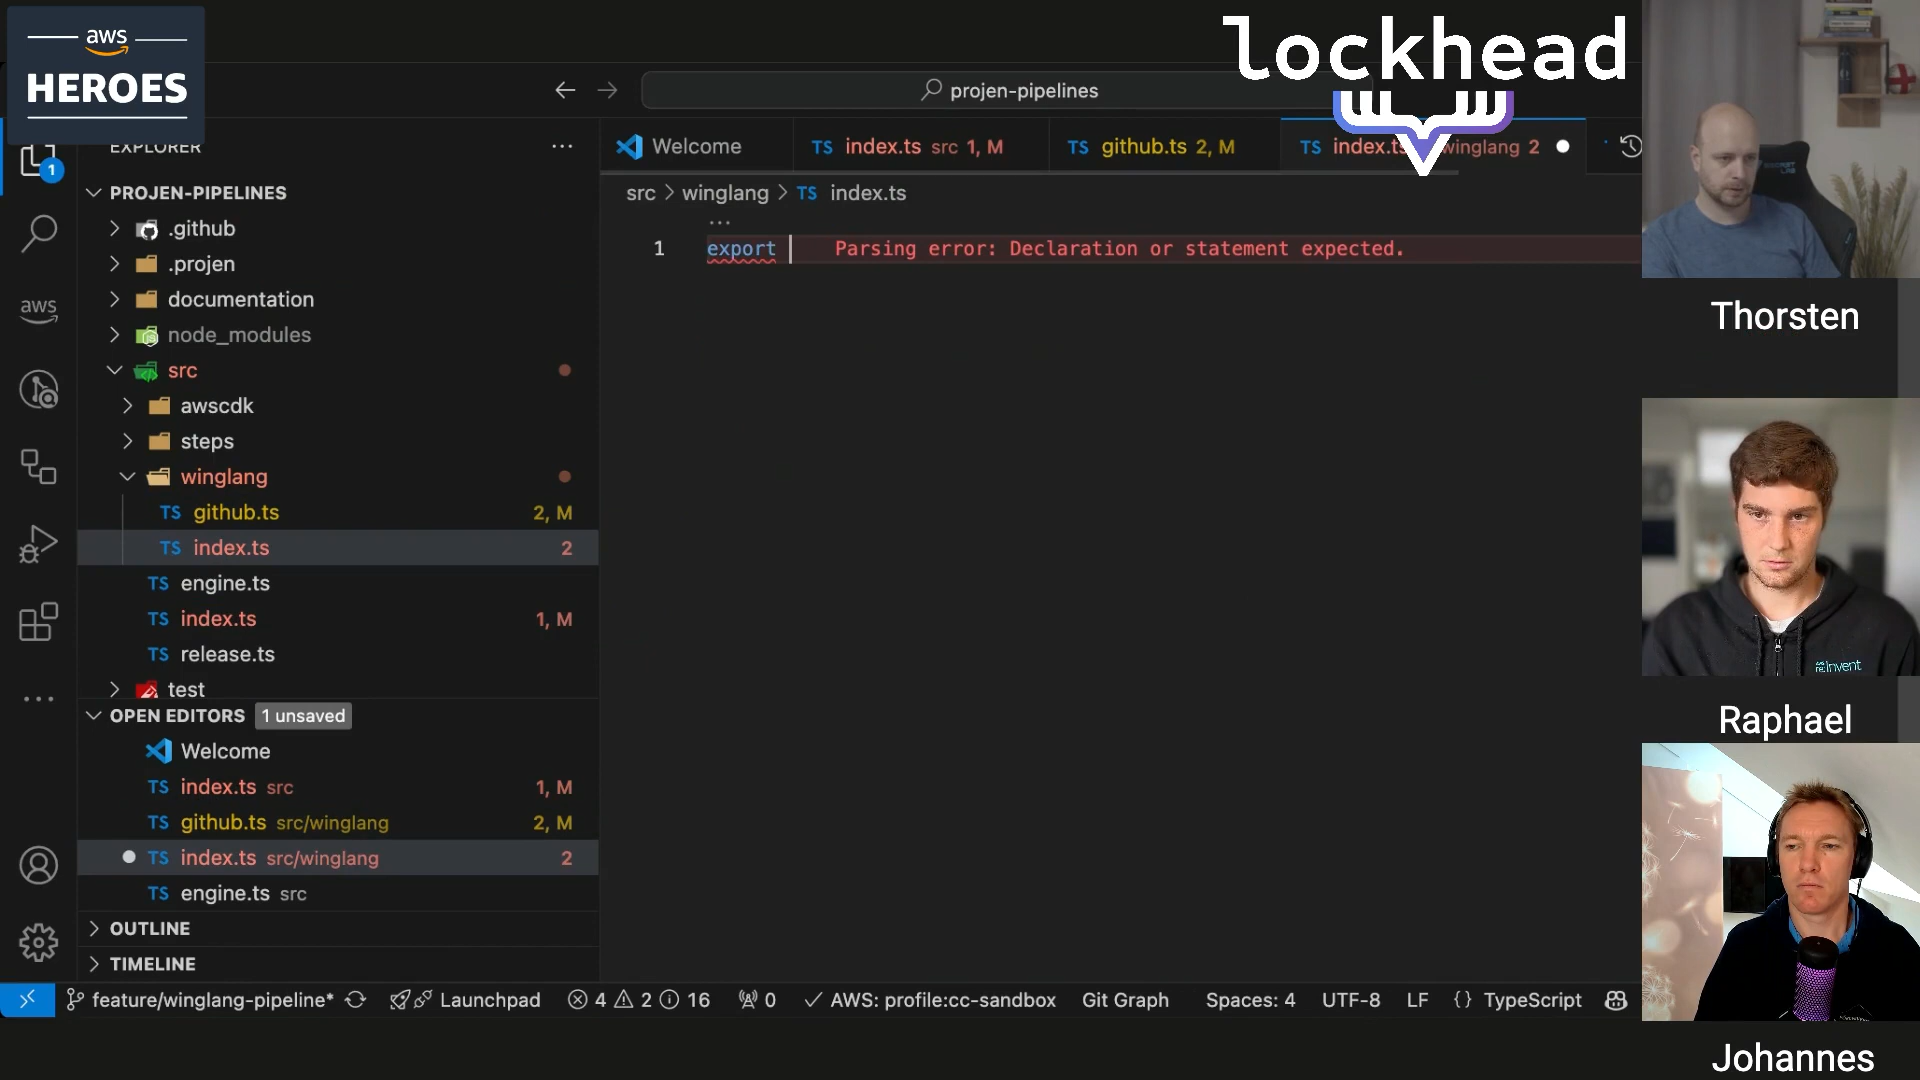 aws
HEROES
lockhead
projen-pipelines
EXPLORER
Welcome
TS index.ts src 1, M
TS github.ts 2, M
TS index.ts winglang 2
PROJEN-PIPELINES
.github
.projen
documentation
node_modules
src
awscdk
steps
winglang
TS github.ts 2, M
TS index.ts 2
TS engine.ts
TS index.ts 1, M
TS release.ts
test
OPEN EDITORS 1 unsaved
Welcome
TS index.ts src 1, M
TS github.ts src/winglang 2, M
TS index.ts src/winglang 2
TS engine.ts src
OUTLINE
TIMELINE
1
aws
src > winglang > TS index.ts
...
1 export Parsing error: Declaration or statement expected.
Thorsten
re:Invent
Raphael
Johannes
feature/winglang-pipeline* Launchpad 4 2 16 0 AWS: profile:cc-sandbox Git Graph Spaces: 4 UTF-8 LF {} TypeScript